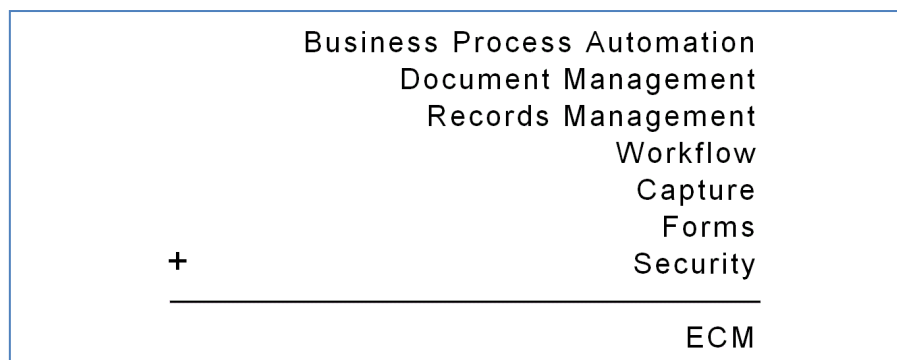 Business Process Automation
Document Management
Records Management
Workflow
Capture
Forms
+ Security
ECM